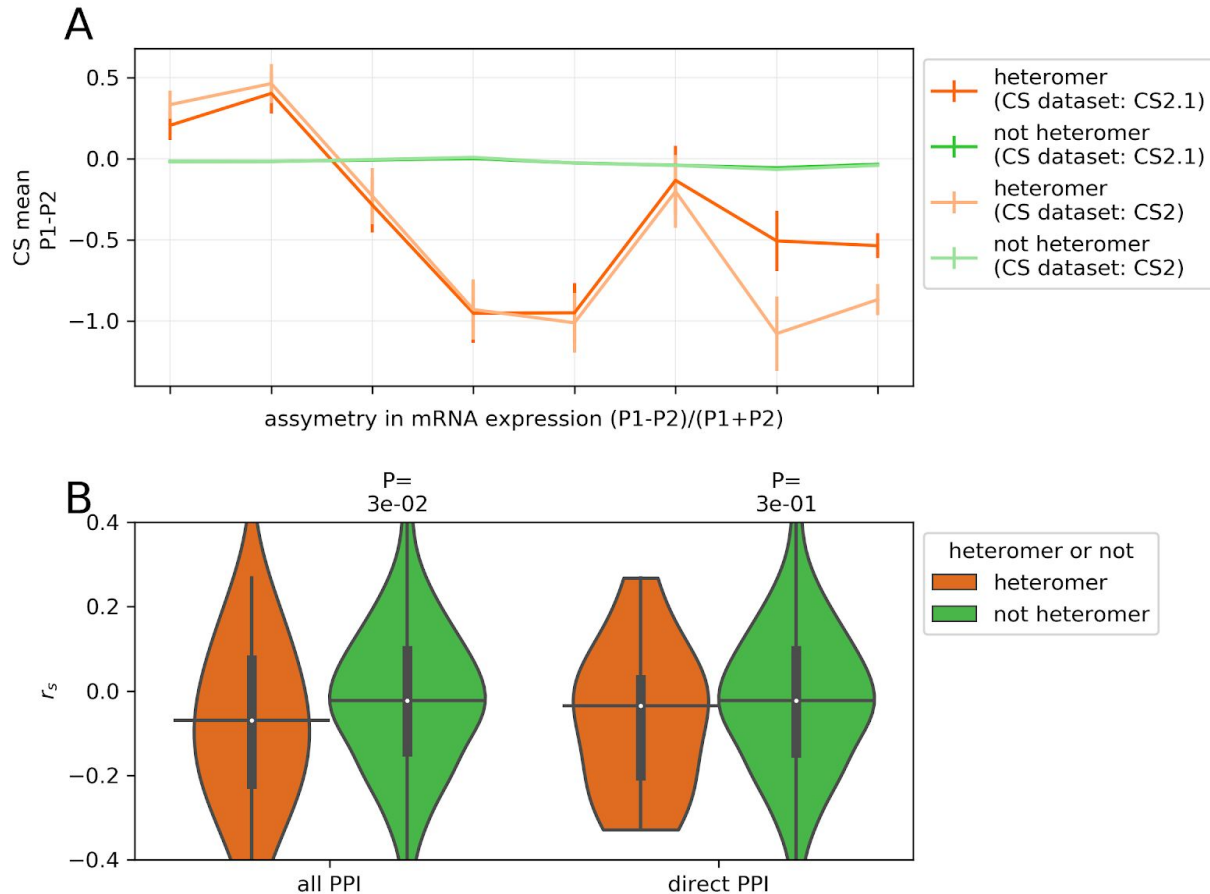 A
0.5
0.0
−0.5
−1.0
CS mean
P1-P2
assymetry in mRNA expression (P1-P2)/(P1+P2)
heteromer
(CS dataset: CS2.1)
not heteromer
(CS dataset: CS2.1)
heteromer
(CS dataset: CS2)
not heteromer
(CS dataset: CS2)
B
P=
3e-02
P=
3e-01
0.4
0.2
0.0
−0.2
−0.4
rs
all PPI
direct PPI
heteromer or not
heteromer
not heteromer